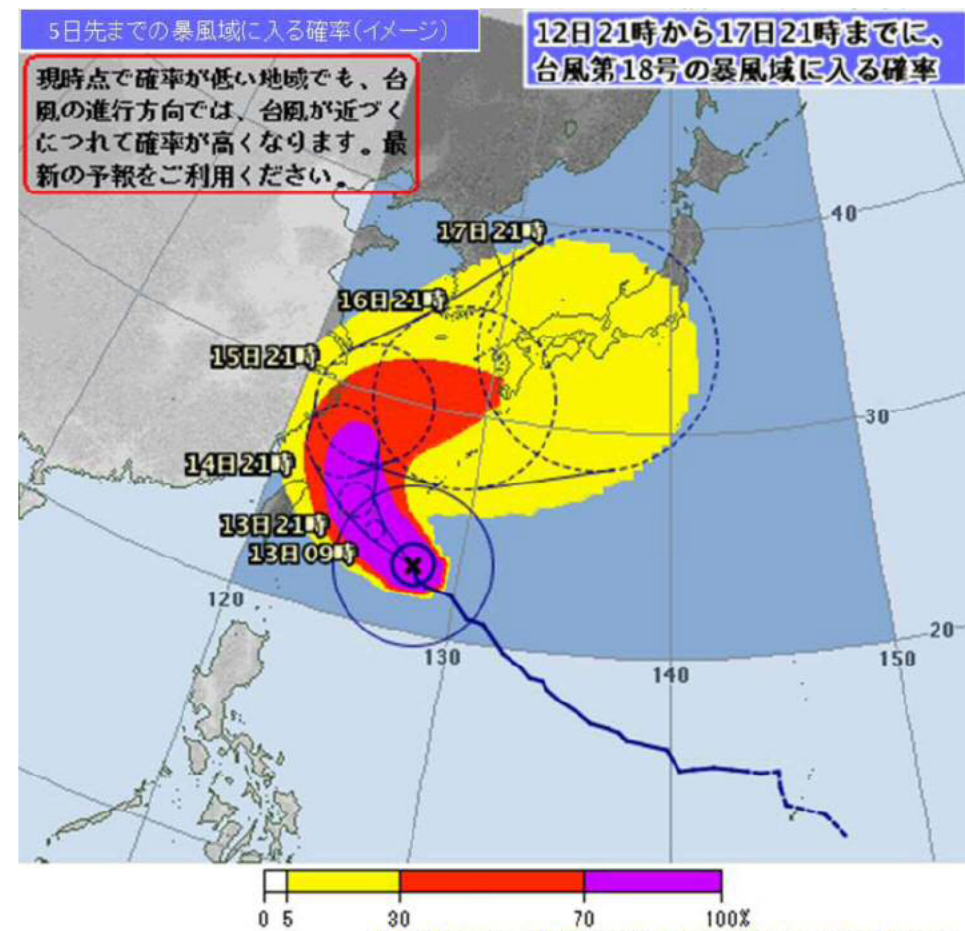 5日先までの暴風域に入る確率(イメージ)
12日21時から17日21時までに、
台風第18号の暴風域に入る確率
現時点で確率が低い地域でも、台
風の進行方向では、台風が近づく
につれて確率が高くなります。最
新の予報をご利用ください。
40
17日21時
16日21時
15日21時
30
14日21時
13日21時
13日09時
120
20
130
150
140
0 5 30 70 100%